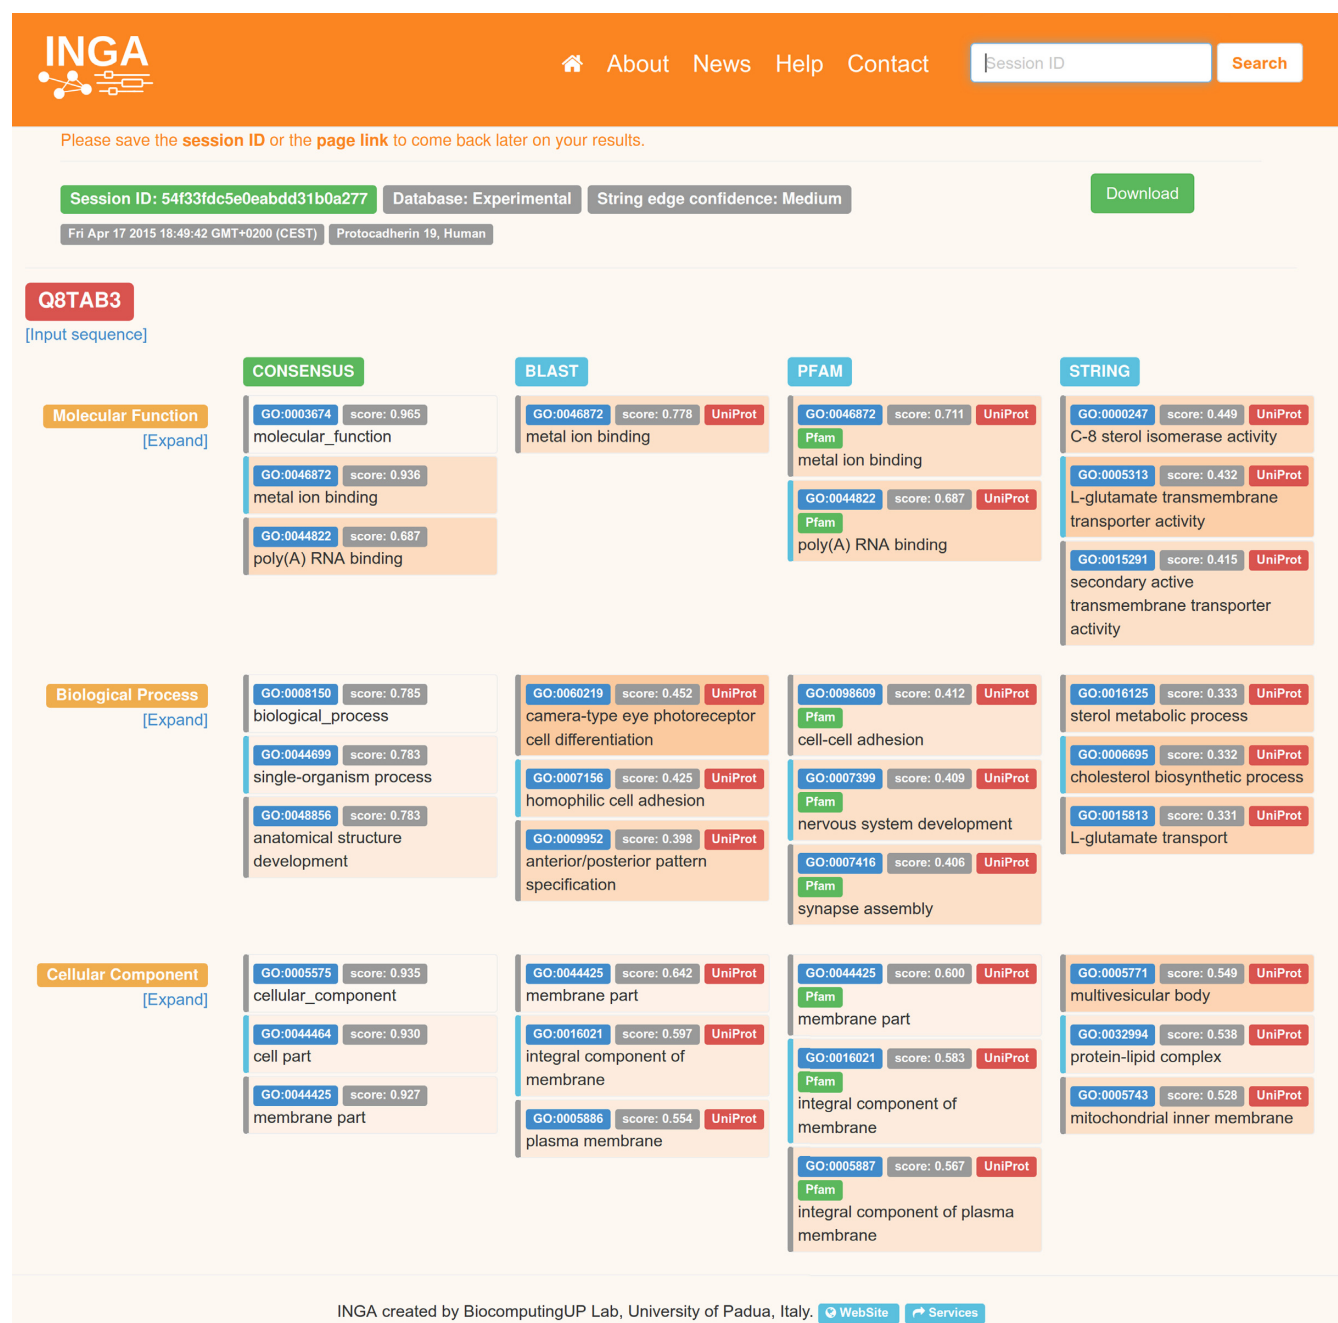 INGA
About News Help Contact
Session ID
Search
Please save the session ID or the page link to come back later on your results.
Session ID: 54f33fdc5e0eabdd31b0a277 Database: Experimental String edge confidence: Medium
Download
Fri Apr 17 2015 18:49:42 GMT+0200 (CEST) Protocadherin 19, Human
Q8TAB3
[Input sequence]
CONSENSUS BLAST PFAM STRING
Molecular Function
[Expand]
GO:0003674 score: 0.965
molecular_function
GO:0046872 score: 0.936
metal ion binding
GO:0044822 score: 0.687
poly(A) RNA binding
GO:0046872 score: 0.778 UniProt
metal ion binding
GO:0046872 score: 0.711 UniProt
Pfam
metal ion binding
GO:0044822 score: 0.687 UniProt
Pfam
poly(A) RNA binding
GO:0000247 score: 0.449 UniProt
C-8 sterol isomerase activity
GO:0005313 score: 0.432 UniProt
L-glutamate transmembrane
transporter activity
GO:0015291 score: 0.415 UniProt
secondary active
transmembrane transporter
activity
Biological Process
[Expand]
GO:0008150 score: 0.785
biological_process
GO:0044699 score: 0.783
single-organism process
GO:0048856 score: 0.783
anatomical structure
development
GO:0060219 score: 0.452 UniProt
camera-type eye photoreceptor
cell differentiation
GO:0007156 score: 0.425 UniProt
homophilic cell adhesion
GO:0009952 score: 0.398 UniProt
anterior/posterior pattern
specification
GO:0098609 score: 0.412 UniProt
Pfam
cell-cell adhesion
GO:0007399 score: 0.409 UniProt
Pfam
nervous system development
GO:0007416 score: 0.406 UniProt
Pfam
synapse assembly
GO:0016125 score: 0.333 UniProt
sterol metabolic process
GO:0006695 score: 0.332 UniProt
cholesterol biosynthetic process
GO:0015813 score: 0.331 UniProt
L-glutamate transport
Cellular Component
[Expand]
GO:0005575 score: 0.935
cellular_component
GO:0044464 score: 0.930
cell part
GO:0044425 score: 0.927
membrane part
GO:0044425 score: 0.642 UniProt
membrane part
GO:0016021 score: 0.597 UniProt
integral component of
membrane
GO:0005886 score: 0.554 UniProt
plasma membrane
GO:0044425 score: 0.600 UniProt
Pfam
membrane part
GO:0016021 score: 0.583 UniProt
Pfam
integral component of
membrane
GO:0005887 score: 0.567 UniProt
Pfam
integral component of plasma
membrane
GO:0005771 score: 0.549 UniProt
multivesicular body
GO:0032994 score: 0.538 UniProt
protein-lipid complex
GO:0005743 score: 0.528 UniProt
mitochondrial inner membrane
INGA created by BiocomputingUP Lab, University of Padua, Italy. WebSite Services